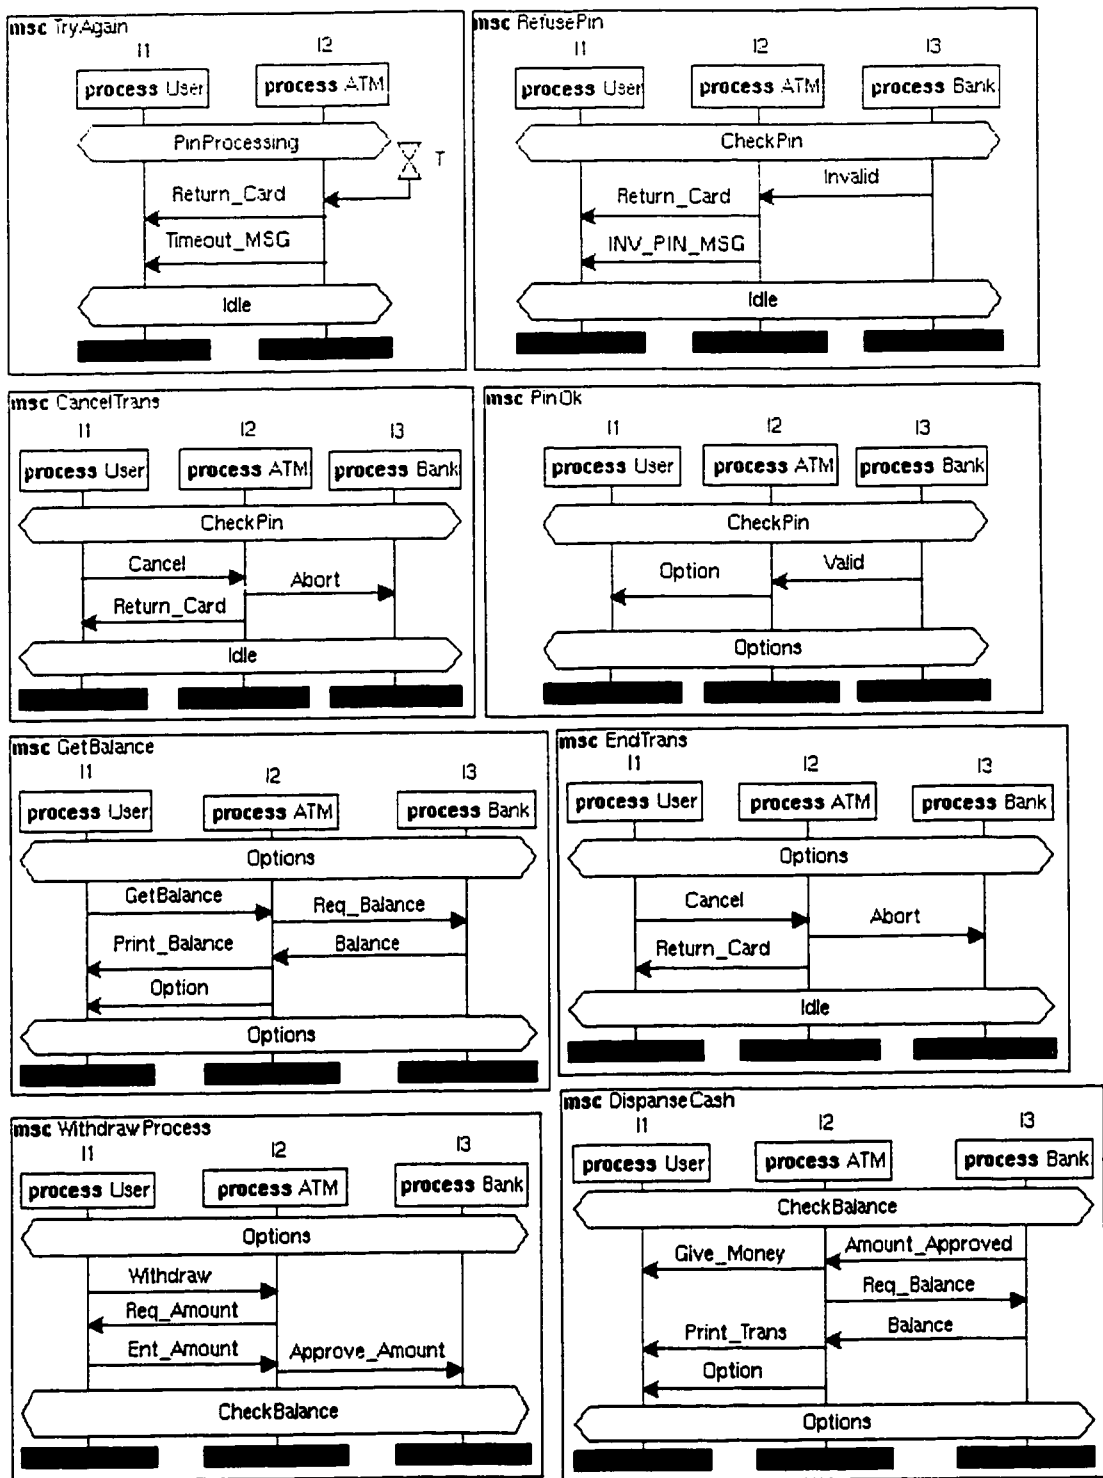 msc TryAgain
I1
I2
process User
process ATM
PinProcessing
T
Return_Card
Timeout_MSG
Idle
msc RefusePin
I1
I2
I3
process User
process ATM
process Bank
CheckPin
Invalid
Return_Card
INV_PIN_MSG
Idle
msc CancelTrans
I1
I2
I3
process User
process ATM
process Bank
CheckPin
Cancel
Abort
Return_Card
Idle
msc PinOk
I1
I2
I3
process User
process ATM
process Bank
CheckPin
Valid
Option
Options
msc GetBalance
I1
I2
I3
process User
process ATM
process Bank
Options
GetBalance
Req_Balance
Print_Balance
Balance
Option
Options
msc EndTrans
I1
I2
I3
process User
process ATM
process Bank
Options
Cancel
Abort
Return_Card
Idle
msc WithdrawProcess
I1
I2
I3
process User
process ATM
process Bank
Options
Withdraw
Req_Amount
Ent_Amount
Approve_Amount
CheckBalance
msc DispanseCash
I1
I2
I3
process User
process ATM
process Bank
CheckBalance
Give_Money
Amount_Approved
Req_Balance
Print_Trans
Balance
Option
Options